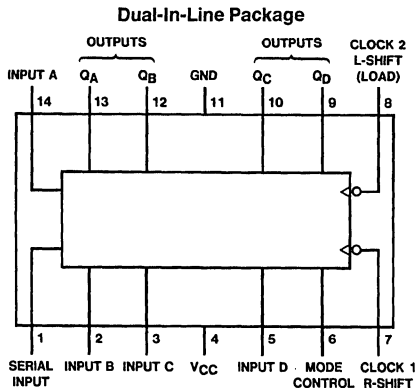 Dual-In-Line Package
OUTPUTS OUTPUTS CLOCK 2
L-SHIFT
INPUT A QA QB GND QC QD (LOAD)
14 13 12 11 10 9 8
1 2 3 4 5 6 7
SERIAL INPUT B INPUT C VCC INPUT D MODE CLOCK 1
INPUT CONTROL R-SHIFT